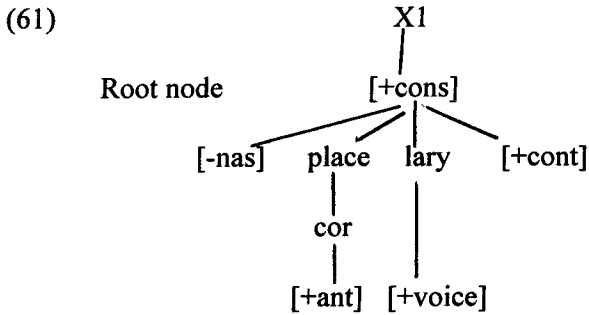 (61) X1
Root node [+cons]
[-nas] place lary [+cont]
cor
[+ant] [+voice]